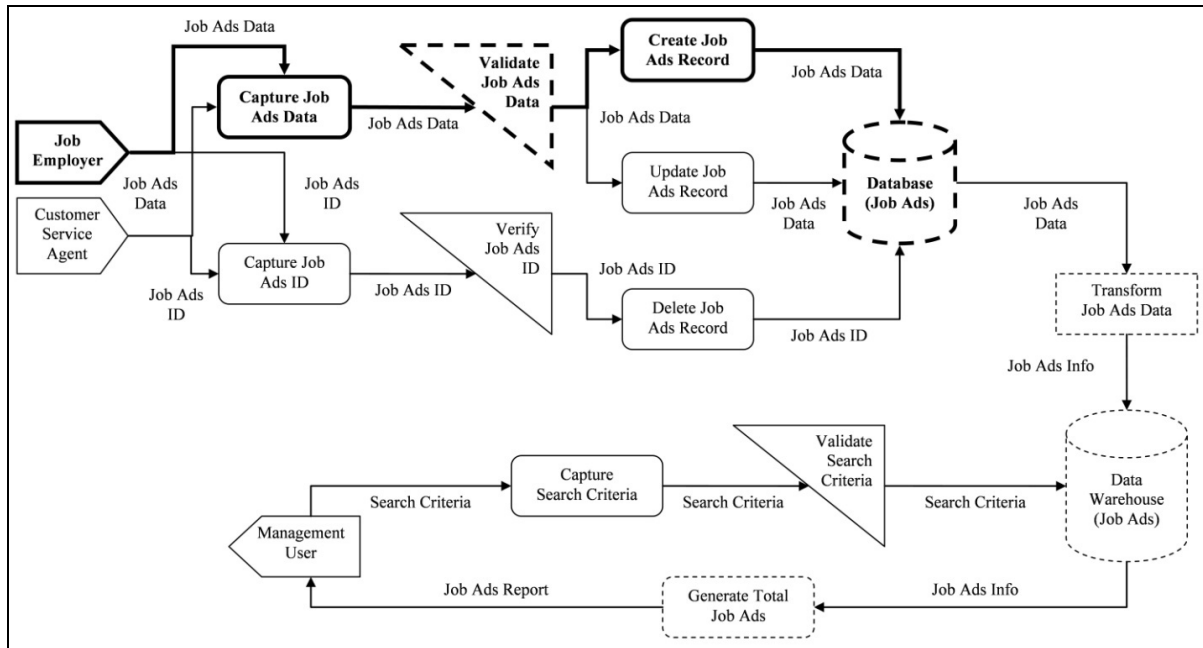 Job Ads Data
Create Job
Ads Record
Validate
Job Ads
Data
Job Ads Data
Capture Job
Ads Data
Job Ads Data
Job Ads Data
Job
Employer
Job Ads
Data
Job Ads
ID
Update Job
Ads Record
Job Ads
Data
Database
(Job Ads)
Job Ads
Data
Customer
Service
Agent
Verify
Job Ads
ID
Capture Job
Ads ID
Job Ads
ID
Job Ads ID
Job Ads ID
Delete Job
Ads Record
Job Ads ID
Transform
Job Ads Data
Job Ads Info
Validate
Search
Criteria
Capture
Search Criteria
Search Criteria
Search Criteria
Search Criteria
Data
Warehouse
(Job Ads)
Management
User
Job Ads Report
Generate Total
Job Ads
Job Ads Info